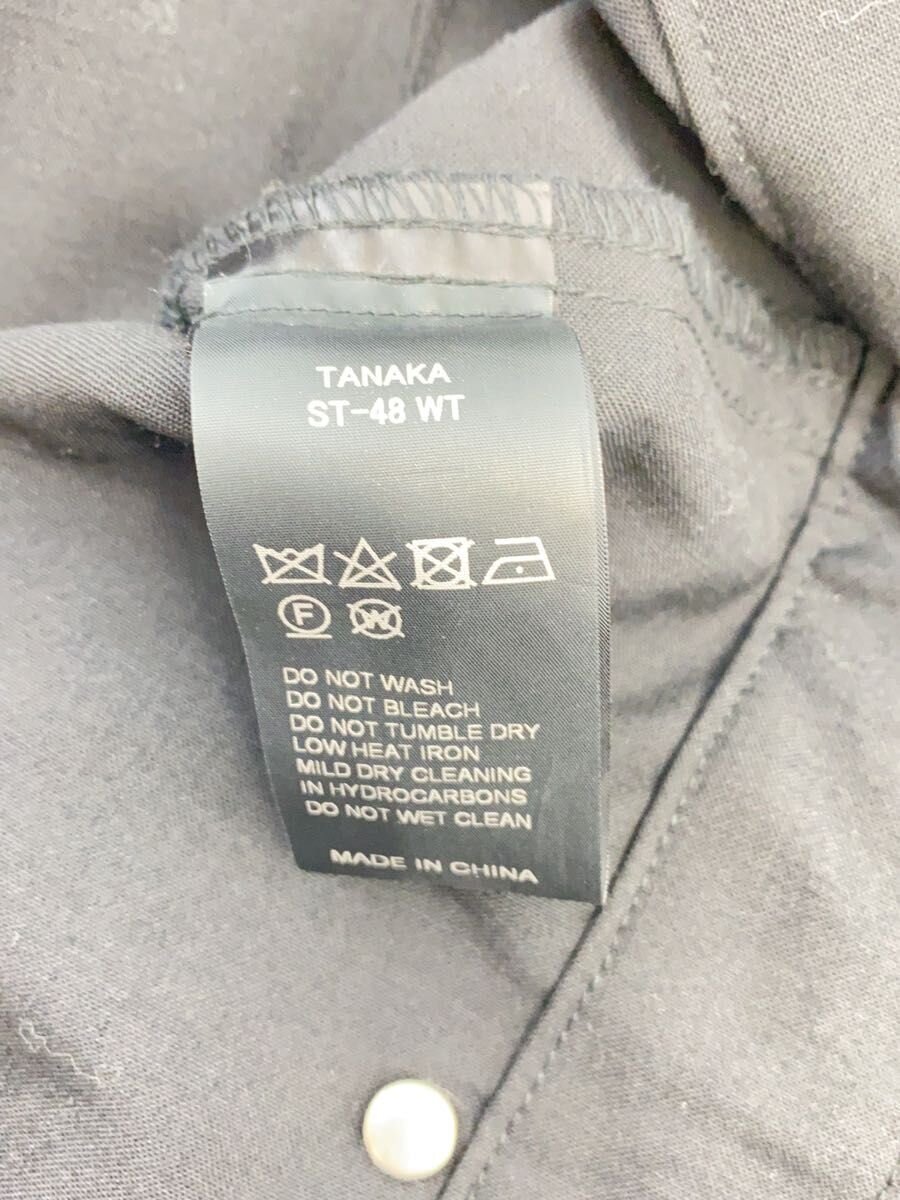 TANAKA
ST-48 WT
F W
DO NOT WASH
DO NOT BLEACH
DO NOT TUMBLE DRY
LOW HEAT IRON
MILD DRY CLEANING
IN HYDROCARBONS
DO NOT WET CLEAN
MADE IN CHINA